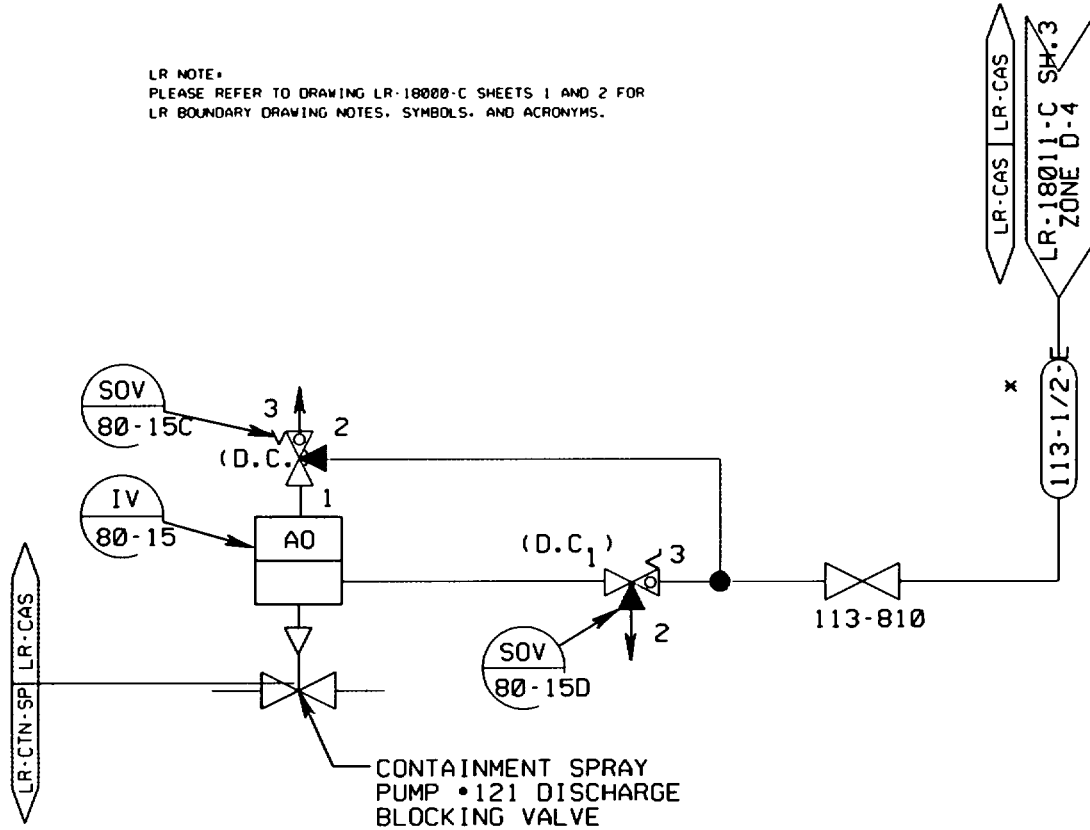 LR NOTE:
PLEASE REFER TO DRAWING LR-18000-C SHEETS 1 AND 2 FOR
LR BOUNDARY DRAWING NOTES, SYMBOLS, AND ACRONYMS.
LR-CAS LR-CAS
LR-18011-C SH.3
ZONE D-4
*
113-1/2-E
SOV
80-15C
3
2
(D.C.
1
IV
80-15
AO
(D.C.)
1
3
2
SOV
80-15D
113-810
LR-CTN-SP LR-CAS
CONTAINMENT SPRAY
PUMP •121 DISCHARGE
BLOCKING VALVE